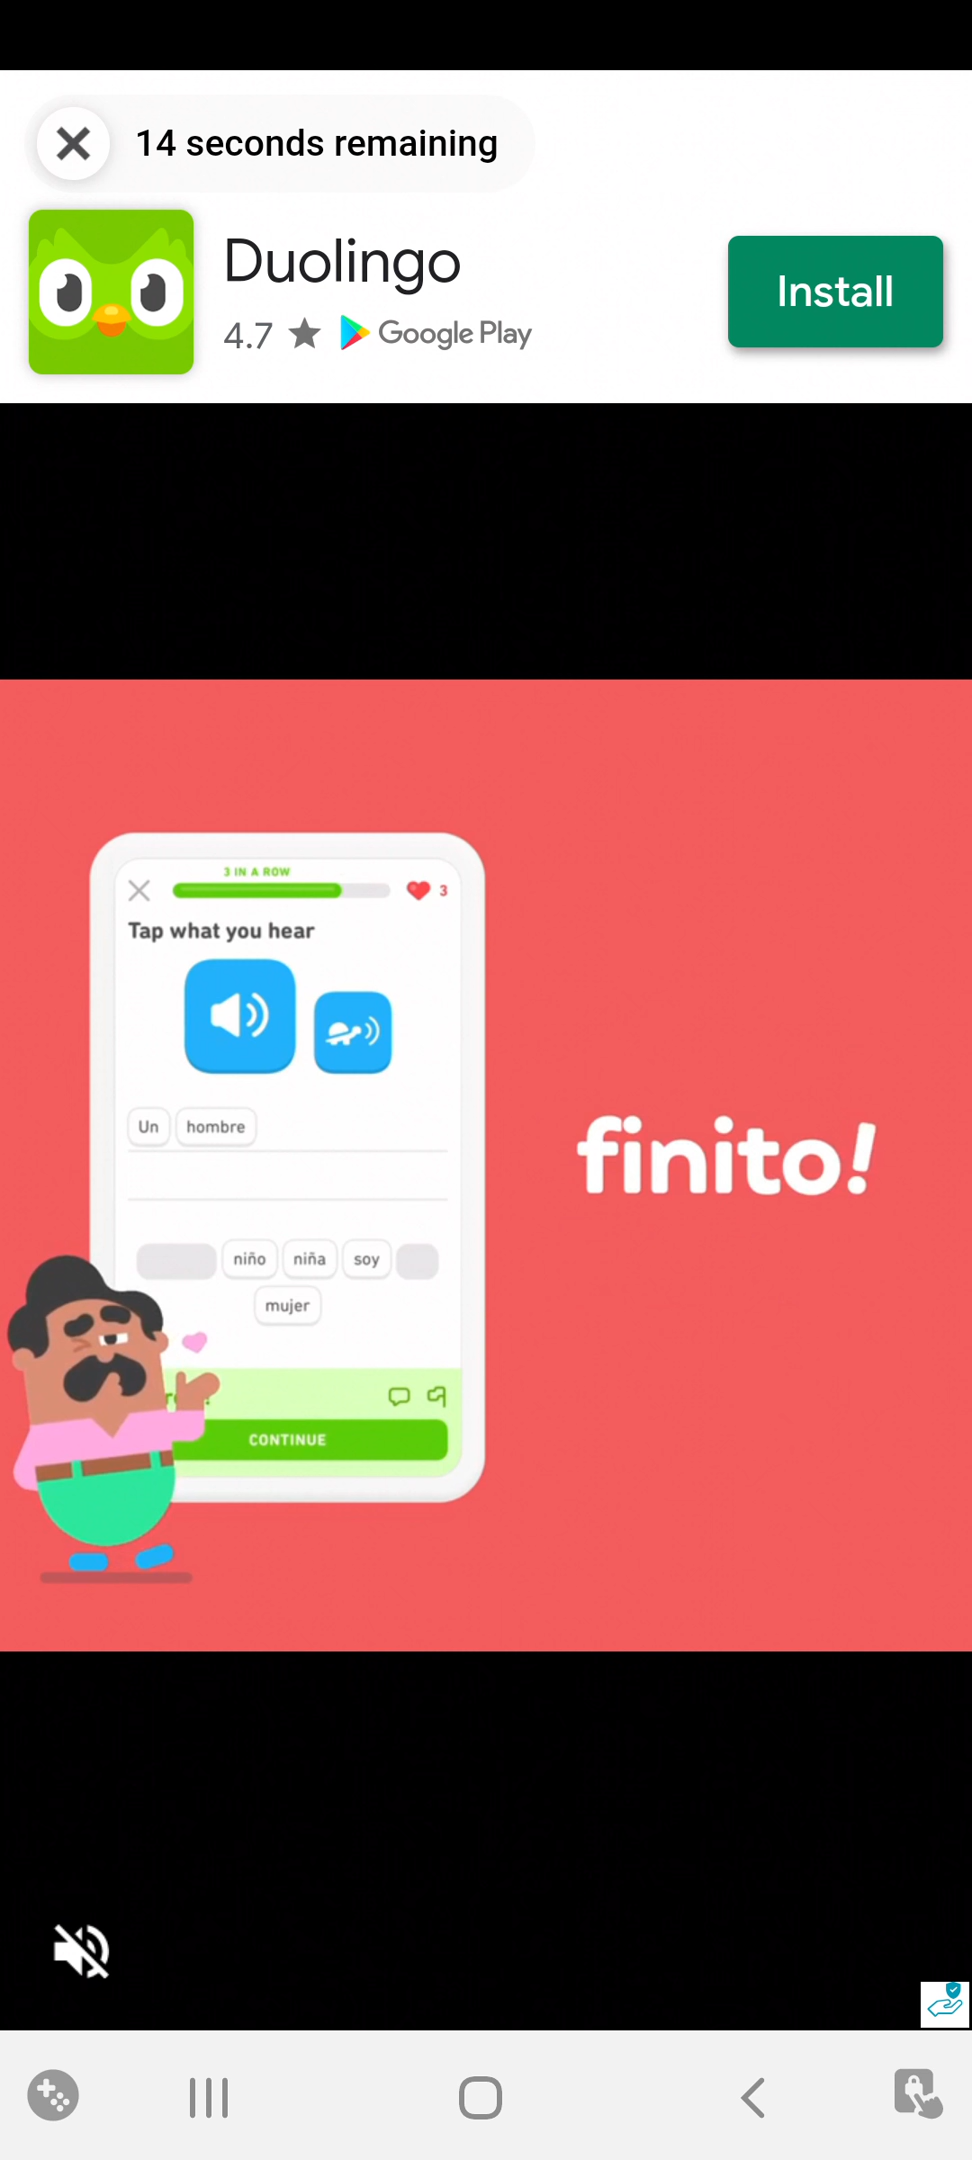 14 seconds remaining
Duolingo
4.7 ★ Google Play
Install
3 IN A ROW
3
Tap what you hear
Un hombre
niño niña soy
mujer
CONTINUE
finito!